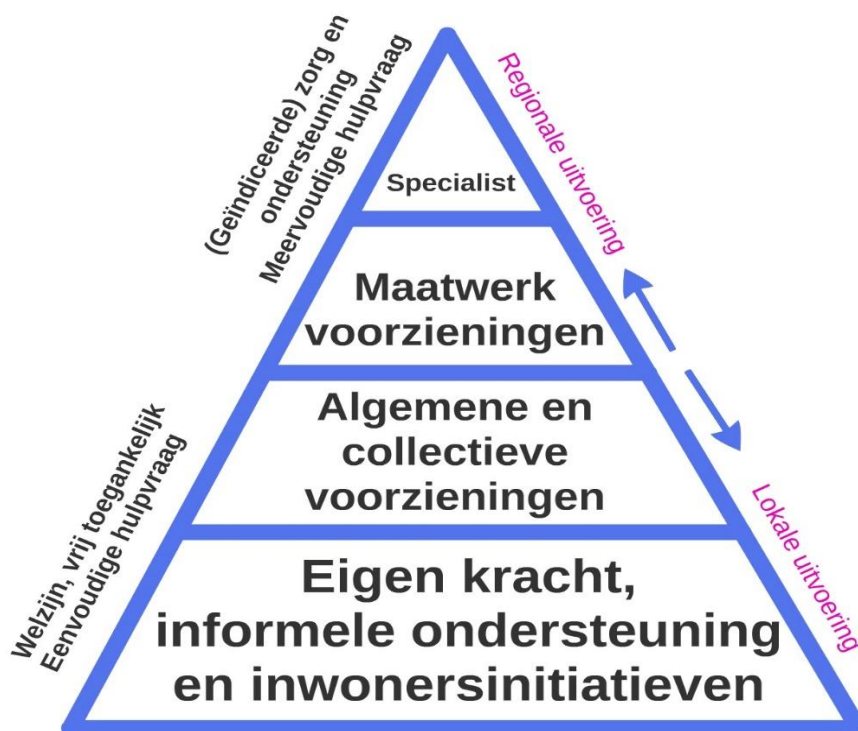 (Geïndiceerde) zorg en
ondersteuning
Meervoudige hulpvraag
Regionale uitvoering
Specialist
Maatwerk
voorzieningen
Algemene en
collectieve
voorzieningen
Welzijn, vrij toegankelijk
Eenvoudige hulpvraag
Lokale uitvoering
Eigen kracht,
informele ondersteuning
en inwonersinitiatieven